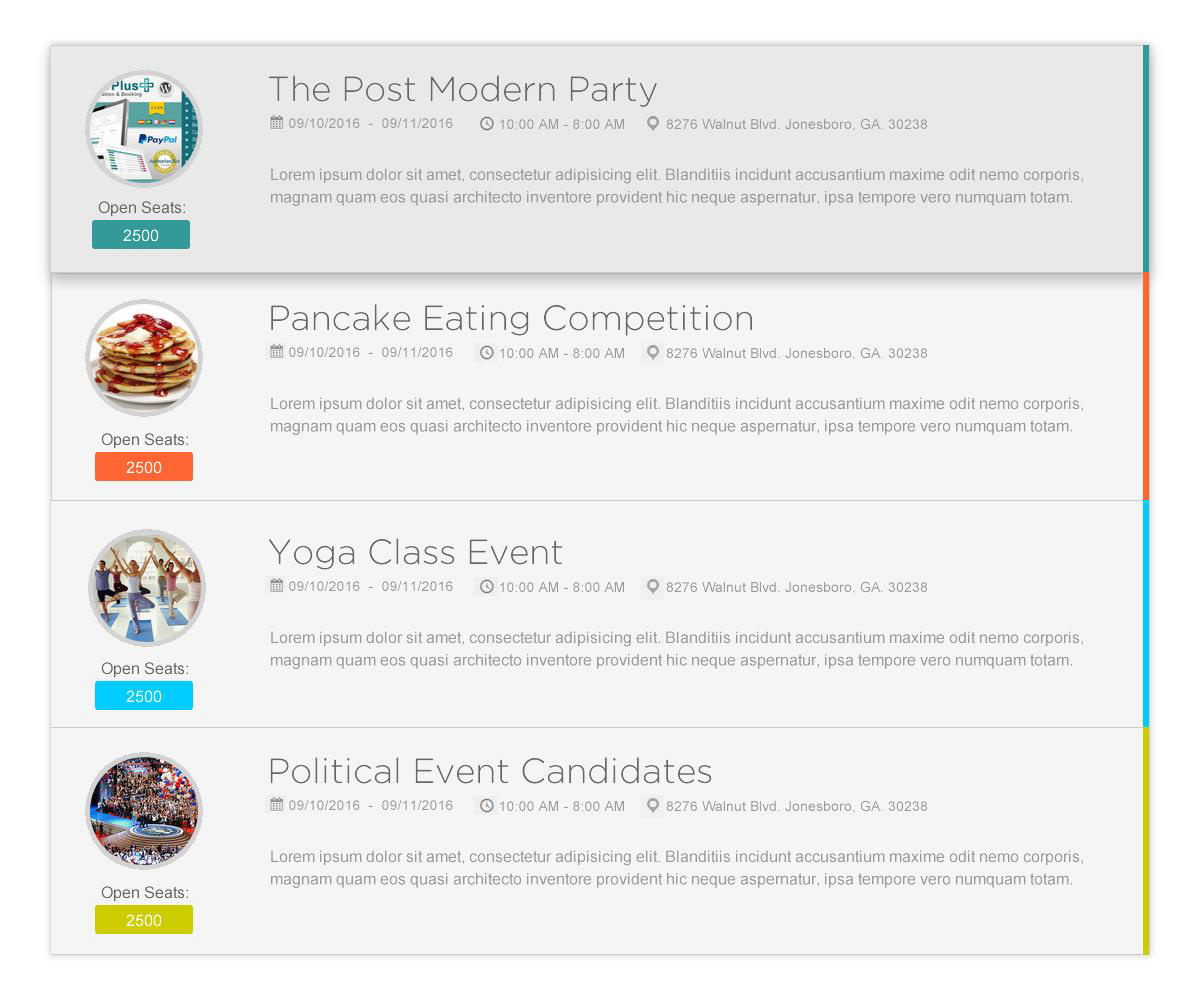 Plus
ation & Booking
PayPal
Authorize.Net
The Post Modern Party
09/10/2016 - 09/11/2016 10:00 AM - 8:00 AM 8276 Walnut Blvd. Jonesboro, GA. 30238
Lorem ipsum dolor sit amet, consectetur adipisicing elit. Blanditiis incidunt accusantium maxime odit nemo corporis,
magnam quam eos quasi architecto inventore provident hic neque aspernatur, ipsa tempore vero numquam totam.
Open Seats:
2500
Pancake Eating Competition
09/10/2016 - 09/11/2016 10:00 AM - 8:00 AM 8276 Walnut Blvd. Jonesboro, GA. 30238
Lorem ipsum dolor sit amet, consectetur adipisicing elit. Blanditiis incidunt accusantium maxime odit nemo corporis,
magnam quam eos quasi architecto inventore provident hic neque aspernatur, ipsa tempore vero numquam totam.
Open Seats:
2500
Yoga Class Event
09/10/2016 - 09/11/2016 10:00 AM - 8:00 AM 8276 Walnut Blvd. Jonesboro, GA. 30238
Lorem ipsum dolor sit amet, consectetur adipisicing elit. Blanditiis incidunt accusantium maxime odit nemo corporis,
magnam quam eos quasi architecto inventore provident hic neque aspernatur, ipsa tempore vero numquam totam.
Open Seats:
2500
Political Event Candidates
09/10/2016 - 09/11/2016 10:00 AM - 8:00 AM 8276 Walnut Blvd. Jonesboro, GA. 30238
Lorem ipsum dolor sit amet, consectetur adipisicing elit. Blanditiis incidunt accusantium maxime odit nemo corporis,
magnam quam eos quasi architecto inventore provident hic neque aspernatur, ipsa tempore vero numquam totam.
Open Seats:
2500